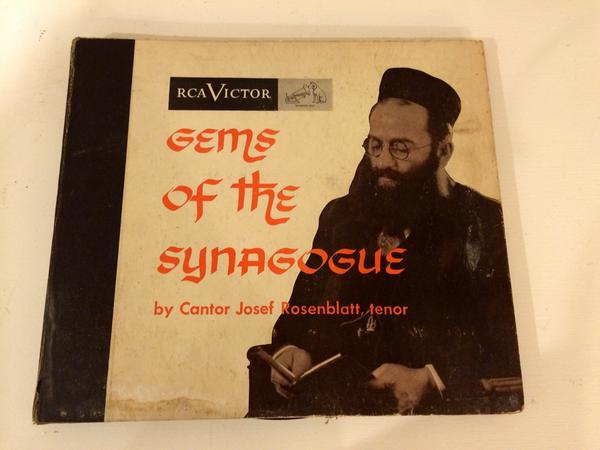 RCA VICTOR
GEMS
OF THE
SYNAGOGUE
by Cantor Josef Rosenblatt, tenor